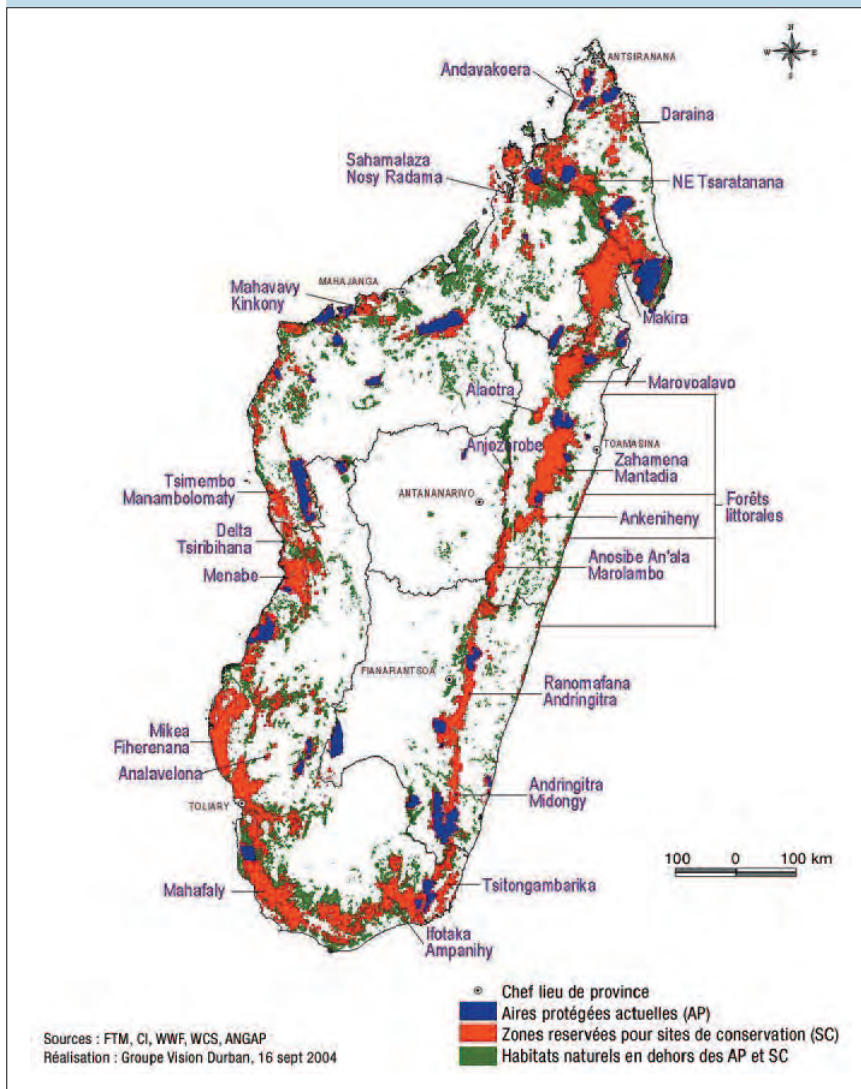 N
W E
S
ANTSIRANANA
Andavakoera
Daraina
Sahamalaza
Nosy Radama
NE Tsaratanana
MAHAJANGA
Mahavavy
Kinkony
Makira
Marovoalavo
Alaotra
Anjozorobe
TOAMASINA
Zahamena
Mantadia
Tsimembo
Manambolomaty
ANTANANARIVO
Forêts
littorales
Ankeniheny
Delta
Tsiribihana
Anosibe An'ala
Marolambo
Menabe
FIANARANTSOA
Ranomafana
Andringitra
Mikea
Fiherenana
Analavelona
Andringitra
Midongy
TOLIARY
100 0 100 km
Mahafaly
Tsitongambarika
Ifotaka
Ampanihy
Chef lieu de province
Aires protégées actuelles (AP)
Zones reservées pour sites de conservation (SC)
Habitats naturels en dehors des AP et SC
Sources : FTM, CI, WWF, WCS, ANGAP
Réalisation : Groupe Vision Durban, 16 sept 2004